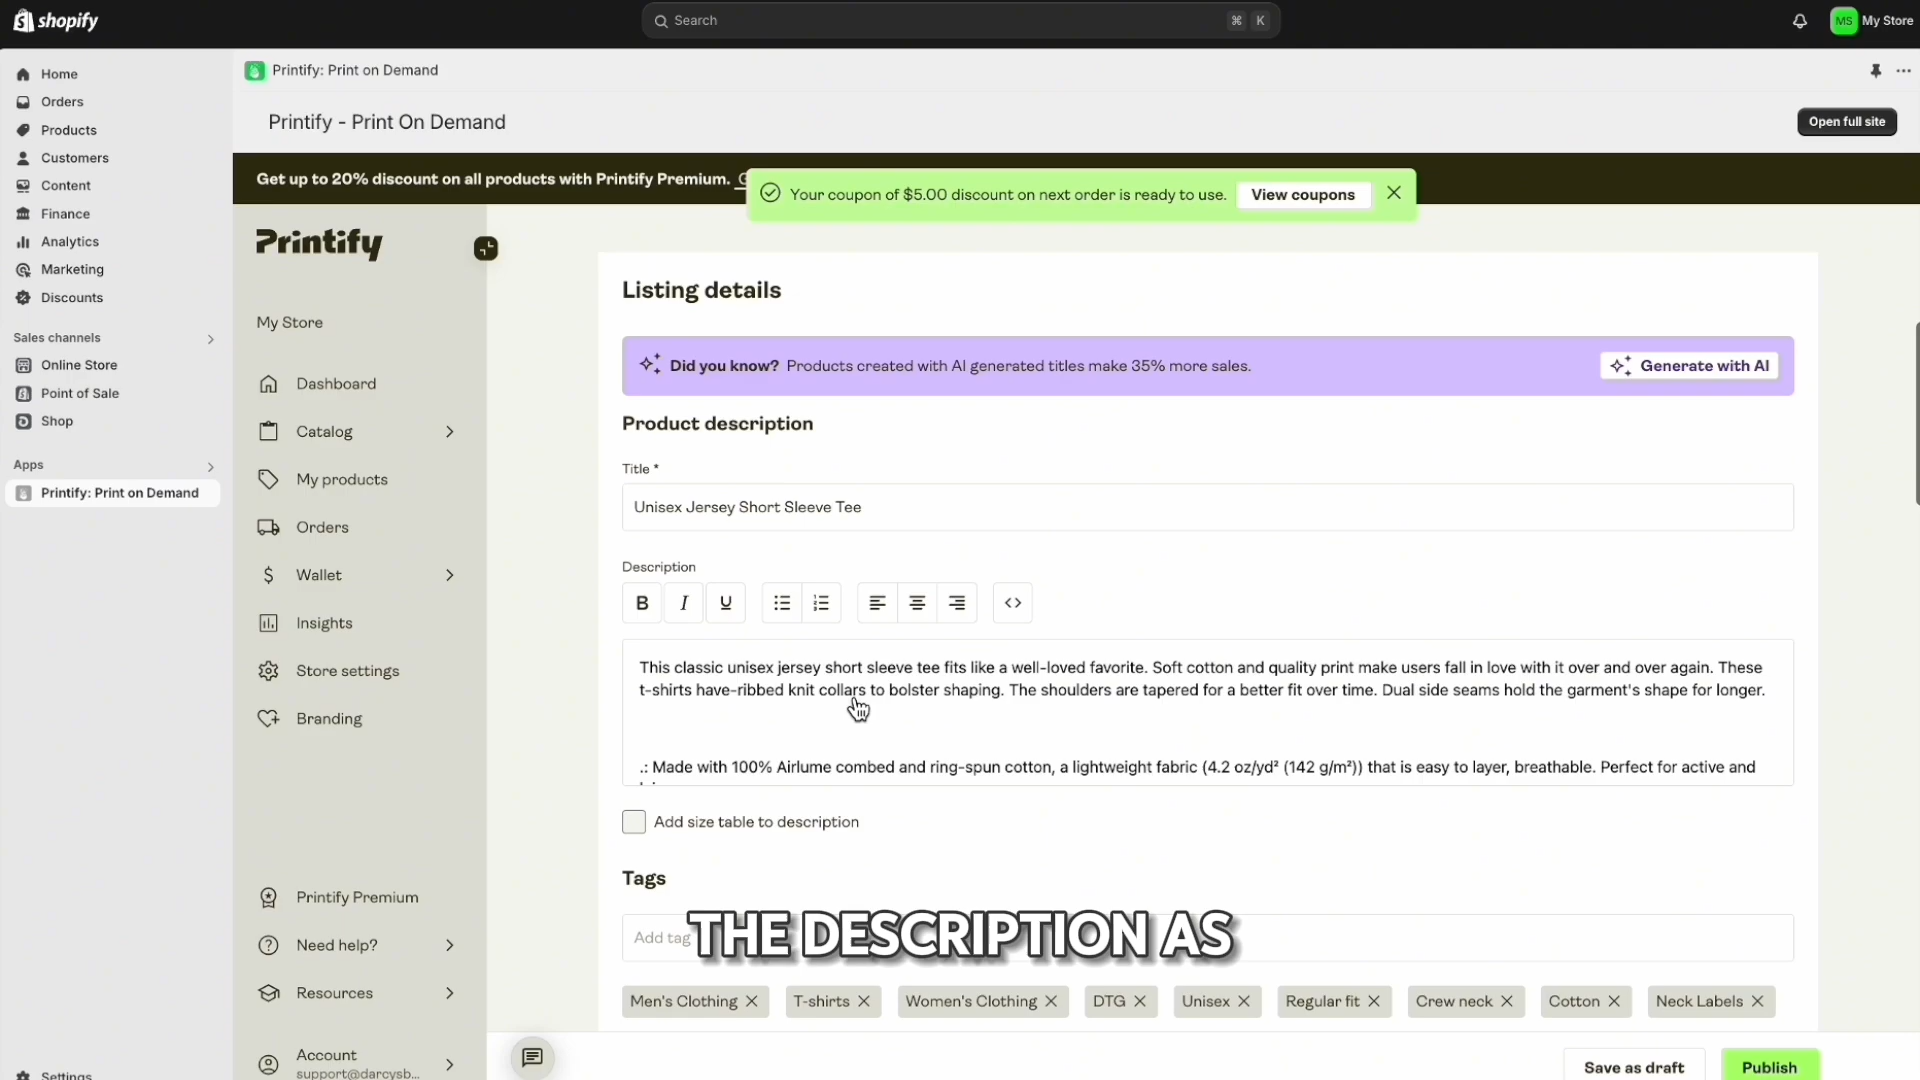 shopify
Search
⌘ K
MS My Store
Home
Orders
Products
Customers
Content
Finance
Analytics
Marketing
Discounts
Sales channels
Online Store
Point of Sale
Shop
Apps
Printify: Print on Demand
Settings
Printify: Print on Demand
Printify - Print On Demand
Open full site
Get up to 20% discount on all products with Printify Premium.
Your coupon of $5.00 discount on next order is ready to use.
View coupons
Printify
My Store
Dashboard
Catalog
My products
Orders
Wallet
Insights
Store settings
Branding
Printify Premium
Need help?
Resources
Account
support@darcysb...
Listing details
Did you know? Products created with AI generated titles make 35% more sales.
Generate with AI
Product description
Title *
Unisex Jersey Short Sleeve Tee
Description
B I U
This classic unisex jersey short sleeve tee fits like a well-loved favorite. Soft cotton and quality print make users fall in love with it over and over again. These
t-shirts have-ribbed knit collars to bolster shaping. The shoulders are tapered for a better fit over time. Dual side seams hold the garment's shape for longer.
.: Made with 100% Airlume combed and ring-spun cotton, a lightweight fabric (4.2 oz/yd² (142 g/m²)) that is easy to layer, breathable. Perfect for active and
Add size table to description
Tags
Add tag
THE DESCRIPTION AS
Men's Clothing
T-shirts
Women's Clothing
DTG
Unisex
Regular fit
Crew neck
Cotton
Neck Labels
Save as draft
Publish